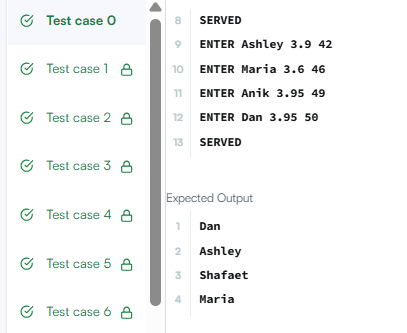 Test case 0
Test case 1
Test case 2
Test case 3
Test case 4
Test case 5
Test case 6
8 SERVED
9 ENTER Ashley 3.9 42
10 ENTER Maria 3.6 46
11 ENTER Anik 3.95 49
12 ENTER Dan 3.95 50
13 SERVED
Expected Output
1 Dan
2 Ashley
3 Shafaet
4 Maria